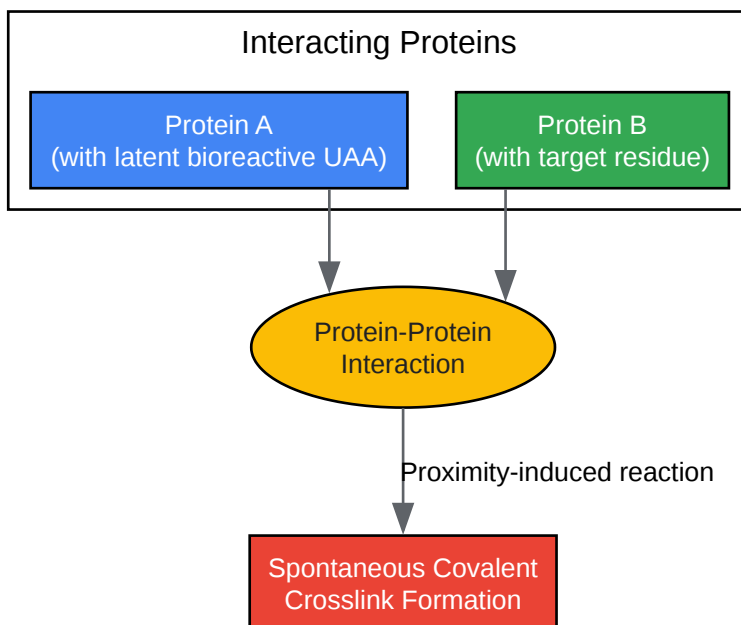 Interacting Proteins
Protein A
(with latent bioreactive UAA)
Protein B
(with target residue)
Protein-Protein
Interaction
Proximity-induced reaction
Spontaneous Covalent
Crosslink Formation